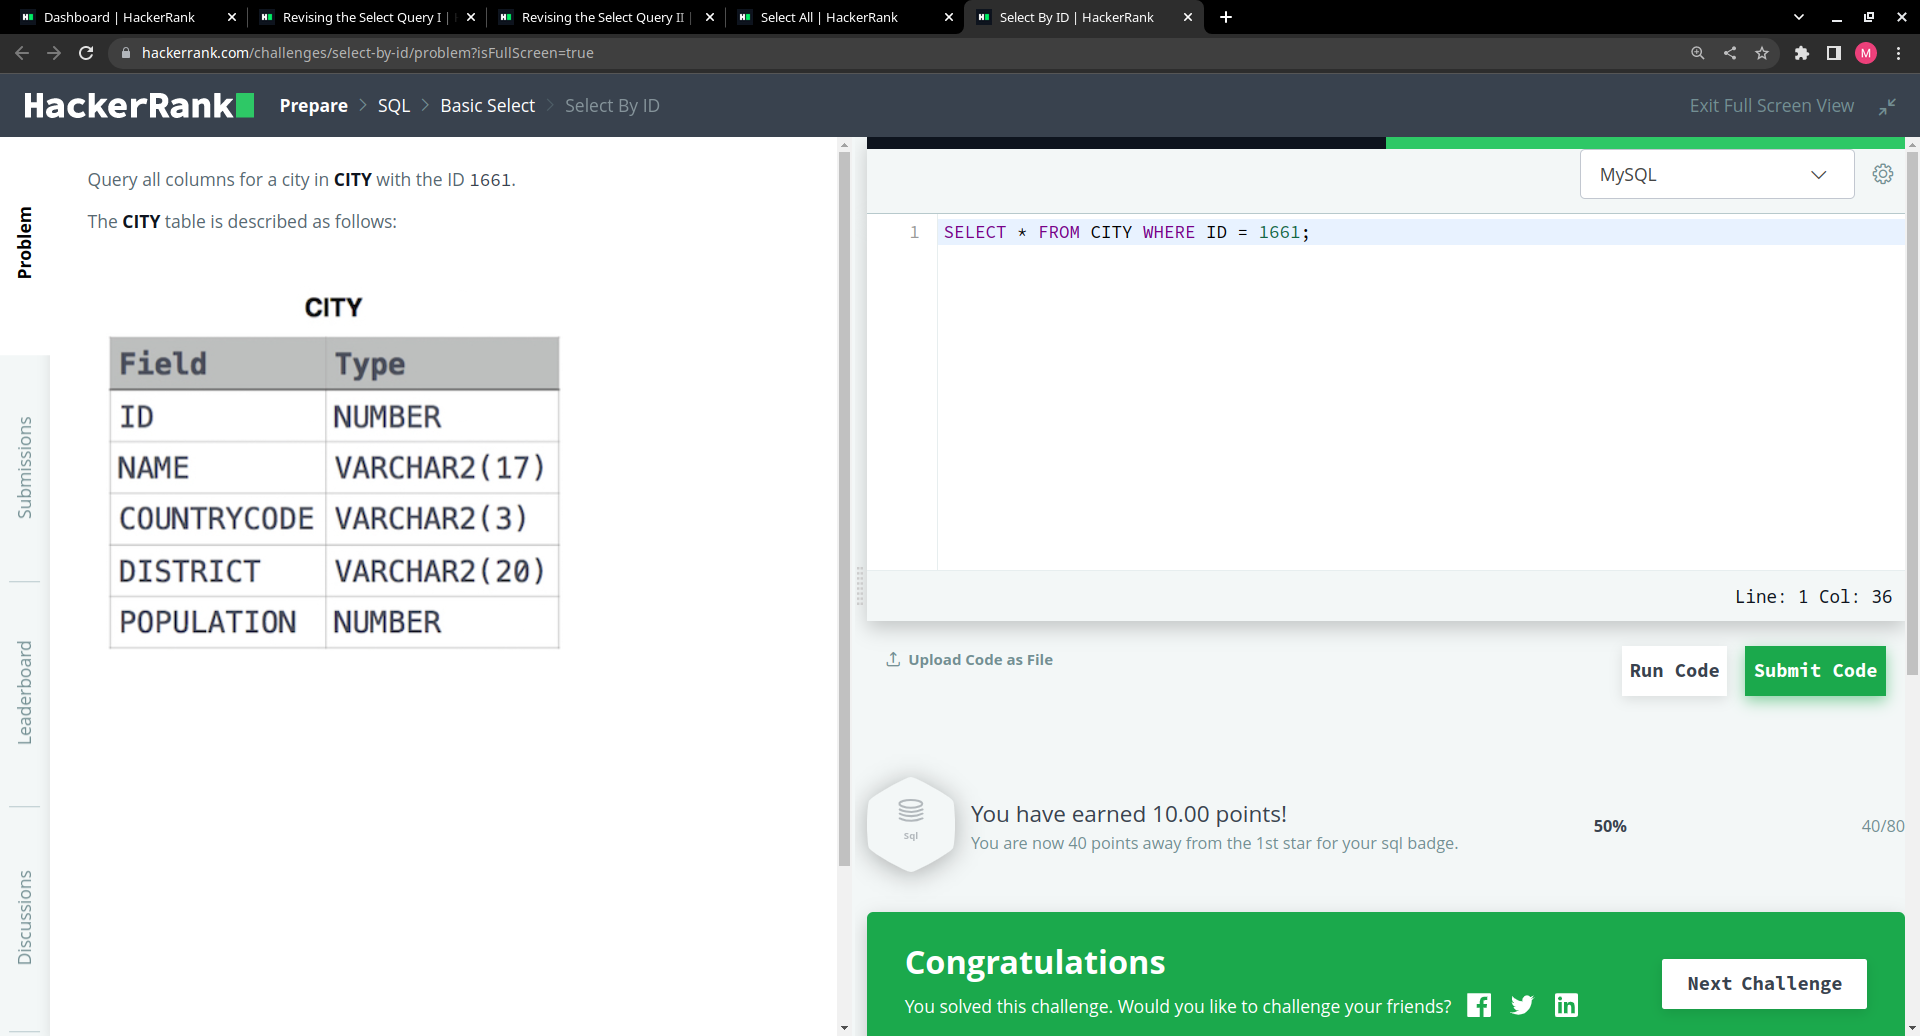 Dashboard | HackerRank
Revising the Select Query I |
Revising the Select Query II |
Select All | HackerRank
Select By ID | HackerRank
hackerrank.com/challenges/select-by-id/problem?isFullScreen=true
M
HackerRank
Prepare > SQL > Basic Select > Select By ID
Exit Full Screen View
Problem
Submissions
Leaderboard
Discussions
Query all columns for a city in CITY with the ID 1661.
The CITY table is described as follows:
CITY
Field Type
ID NUMBER
NAME VARCHAR2(17)
COUNTRYCODE VARCHAR2(3)
DISTRICT VARCHAR2(20)
POPULATION NUMBER
MySQL
1 SELECT * FROM CITY WHERE ID = 1661;
Line: 1 Col: 36
Upload Code as File
Run Code
Submit Code
Sql
You have earned 10.00 points!
You are now 40 points away from the 1st star for your sql badge.
50%
40/80
Congratulations
You solved this challenge. Would you like to challenge your friends?
Next Challenge